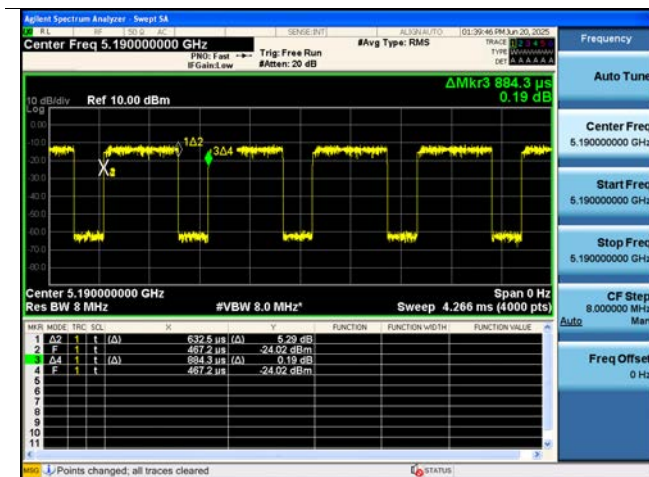 Agilent Spectrum Analyzer - Swept SA
RL RF 50 Ω AC SENSE:INT ALIGN AUTO 01:39:46 PM Jun 20, 2025
Center Freq 5.190000000 GHz #Avg Type: RMS TRACE 1 2 3 4 5 6
PNO: Fast Trig: Free Run TYPE
IFGain:Low #Atten: 20 dB DET A A A A A A
ΔMkr3 884.3 µs
0.19 dB
10 dB/div Ref 10.00 dBm
Log
0.00
-10.0
-20.0
-30.0
-40.0
-50.0
-60.0
-70.0
-80.0
1Δ2
3Δ4
Center 5.190000000 GHz Span 0 Hz
Res BW 8 MHz #VBW 8.0 MHz* Sweep 4.266 ms (4000 pts)
MKR MODE TRC SCL X Y FUNCTION FUNCTION WIDTH FUNCTION VALUE
1 Δ2 1 t (Δ) 632.5 µs (Δ) 5.29 dB
2 F 1 t 467.2 µs -24.02 dBm
3 Δ4 1 t (Δ) 884.3 µs (Δ) 0.19 dB
4 F 1 t 467.2 µs -24.02 dBm
5
6
7
8
9
10
11
MSG Points changed; all traces cleared STATUS
Frequency
Auto Tune
Center Freq
5.190000000 GHz
Start Freq
5.190000000 GHz
Stop Freq
5.190000000 GHz
CF Step
8.000000 MHz
Auto Man
Freq Offset
0 Hz